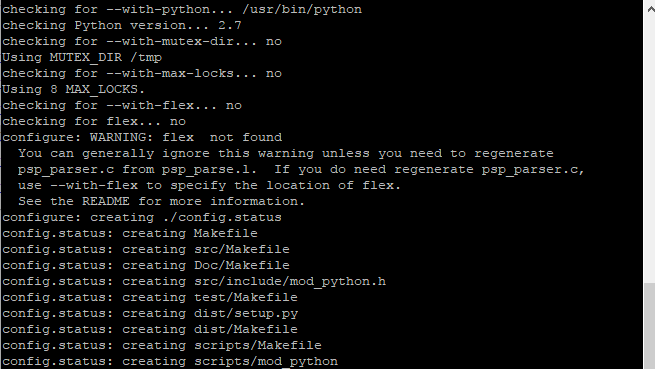 checking for --with-python... /usr/bin/python
checking Python version... 2.7
checking for --with-mutex-dir... no
Using MUTEX_DIR /tmp
checking for --with-max-locks... no
Using 8 MAX_LOCKS.
checking for --with-flex... no
checking for flex... no
configure: WARNING: flex  not found
  You can generally ignore this warning unless you need to regenerate
  psp_parser.c from psp_parse.l.  If you do need regenerate psp_parser.c,
  use --with-flex to specify the location of flex.
  See the README for more information.
configure: creating ./config.status
config.status: creating Makefile
config.status: creating src/Makefile
config.status: creating Doc/Makefile
config.status: creating src/include/mod_python.h
config.status: creating test/Makefile
config.status: creating dist/setup.py
config.status: creating dist/Makefile
config.status: creating scripts/Makefile
config.status: creating scripts/mod_python